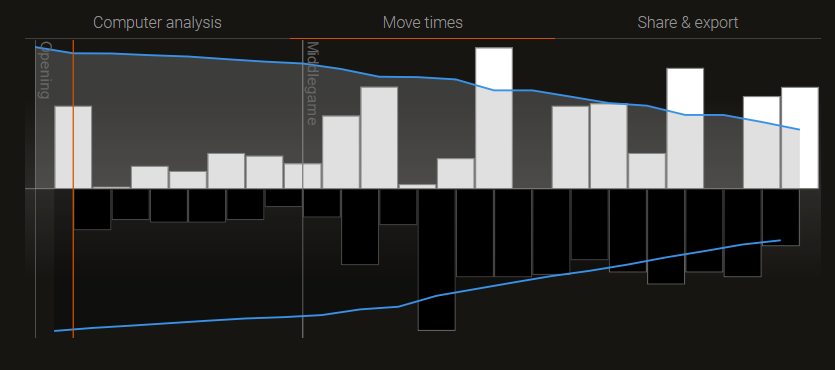 Computer analysis
Move times
Share & export
Opening
Middlegame